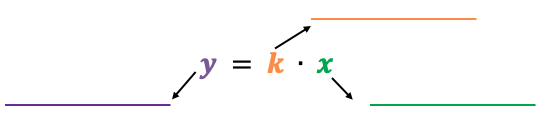 y = k · x